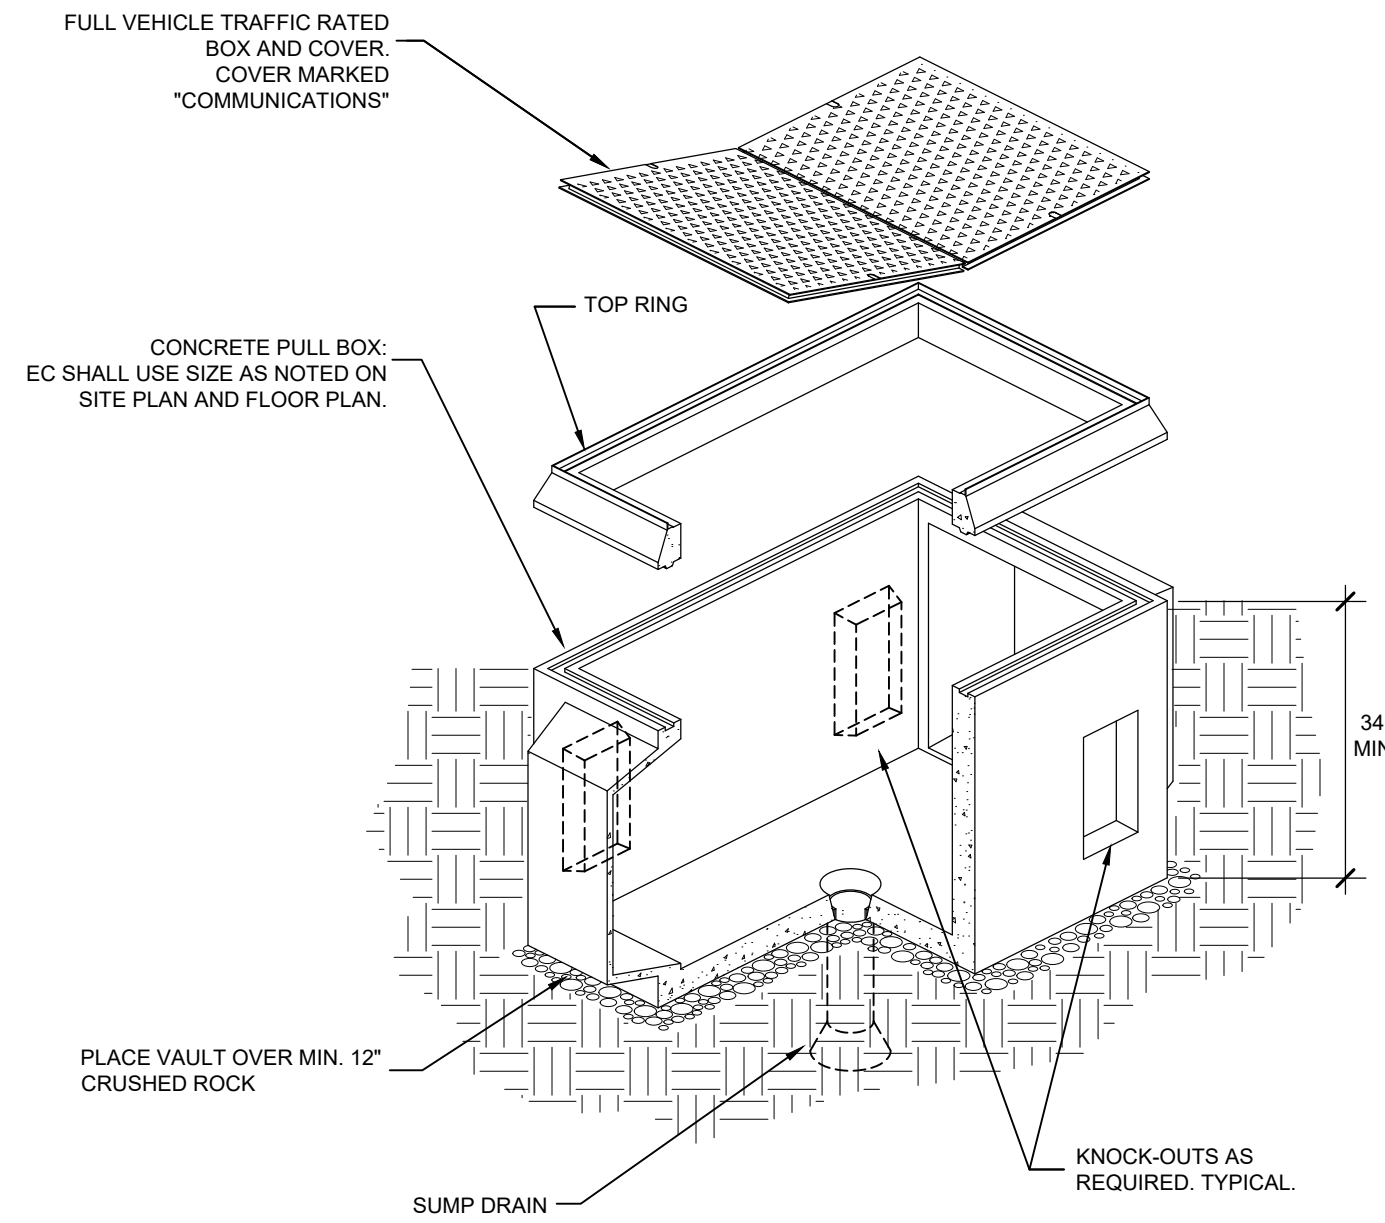 FULL VEHICLE TRAFFIC RATED
BOX AND COVER.
COVER MARKED
"COMMUNICATIONS"
TOP RING
CONCRETE PULL BOX:
EC SHALL USE SIZE AS NOTED ON
SITE PLAN AND FLOOR PLAN.
34
MIN
PLACE VAULT OVER MIN. 12"
CRUSHED ROCK
KNOCK-OUTS AS
REQUIRED. TYPICAL.
SUMP DRAIN